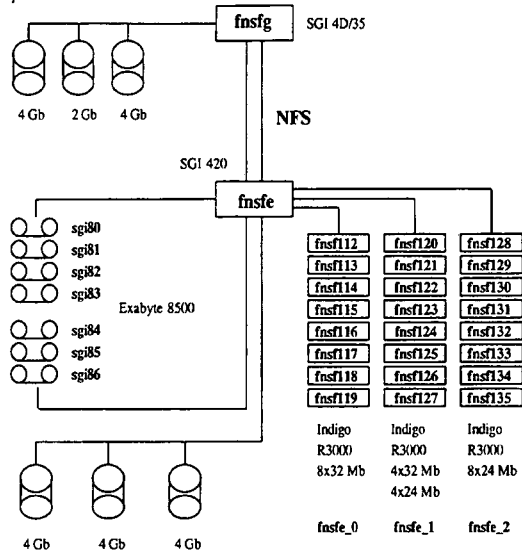 fnsfg
SGI 4D/35
4 Gb
2 Gb
4 Gb
NFS
SGI 420
fnsfe
sgi80
sgi81
sgi82
sgi83
sgi84
sgi85
sgi86
Exabyte 8500
fnsf112
fnsf113
fnsf114
fnsf115
fnsf116
fnsf117
fnsf118
fnsf119
fnsf120
fnsf121
fnsf122
fnsf123
fnsf124
fnsf125
fnsf126
fnsf127
fnsf128
fnsf129
fnsf130
fnsf131
fnsf132
fnsf133
fnsf134
fnsf135
Indigo
R3000
8x32 Mb
fnsfe_0
Indigo
R3000
4x32 Mb
4x24 Mb
fnsfe_1
Indigo
R3000
8x24 Mb
fnsfe_2
4 Gb
4 Gb
4 Gb